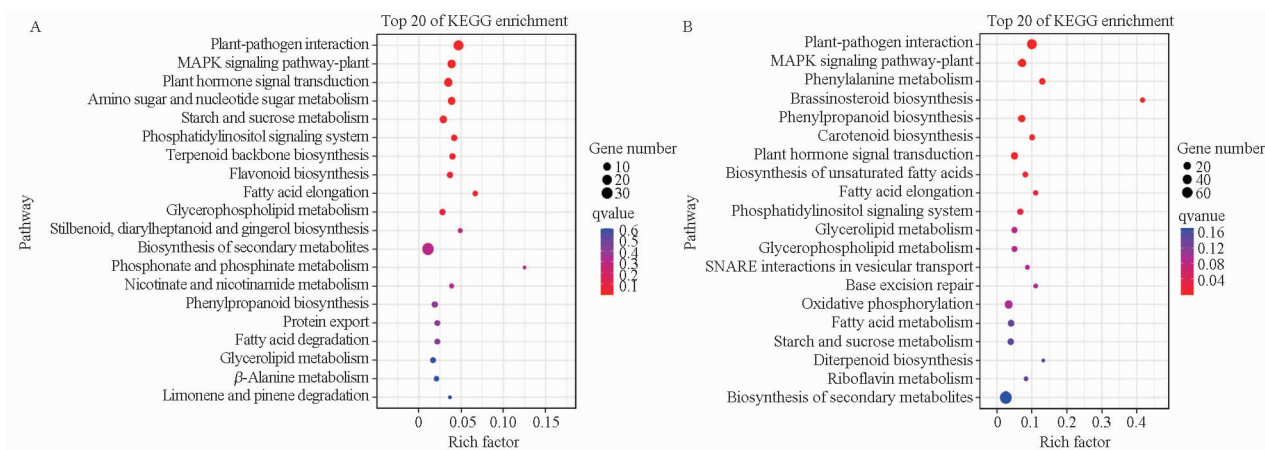 A
Top 20 of KEGG enrichment
Plant-pathogen interaction
MAPK signaling pathway-plant
Plant hormone signal transduction
Amino sugar and nucleotide sugar metabolism
Starch and sucrose metabolism
Phosphatidylinositol signaling system
Terpenoid backbone biosynthesis
Flavonoid biosynthesis
Fatty acid elongation
Glycerophospholipid metabolism
Stilbenoid, diarylheptanoid and gingerol biosynthesis
Biosynthesis of secondary metabolites
Phosphonate and phosphinate metabolism
Nicotinate and nicotinamide metabolism
Phenylpropanoid biosynthesis
Protein export
Fatty acid degradation
Glycerolipid metabolism
β-Alanine metabolism
Limonene and pinene degradation
Pathway
0 0.05 0.10 0.15
Rich factor
Gene number
10
20
30
qvalue
0.6
0.5
0.4
0.3
0.2
0.1
B
Top 20 of KEGG enrichment
Plant-pathogen interaction
MAPK signaling pathway-plant
Phenylalanine metabolism
Brassinosteroid biosynthesis
Phenylpropanoid biosynthesis
Carotenoid biosynthesis
Plant hormone signal transduction
Biosynthesis of unsaturated fatty acids
Fatty acid elongation
Phosphatidylinositol signaling system
Glycerolipid metabolism
Glycerophospholipid metabolism
SNARE interactions in vesicular transport
Base excision repair
Oxidative phosphorylation
Fatty acid metabolism
Starch and sucrose metabolism
Diterpenoid biosynthesis
Riboflavin metabolism
Biosynthesis of secondary metabolites
Pathway
0 0.1 0.2 0.3 0.4
Rich factor
Gene number
20
40
60
qvanue
0.16
0.12
0.08
0.04